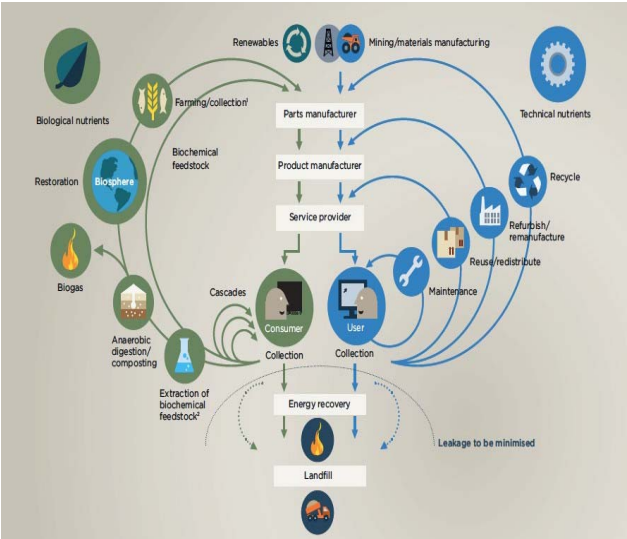 Renewables
Mining/materials manufacturing
Biological nutrients
Farming/collection¹
Parts manufacturer
Technical nutrients
Biochemical
feedstock
Product manufacturer
Restoration
Biosphere
Recycle
Service provider
Refurbish/
remanufacture
Reuse/redistribute
Biogas
Cascades
Maintenance
Consumer
User
Anaerobic
digestion/
composting
Collection
Collection
Extraction of
biochemical
feedstock²
Energy recovery
Leakage to be minimised
Landfill